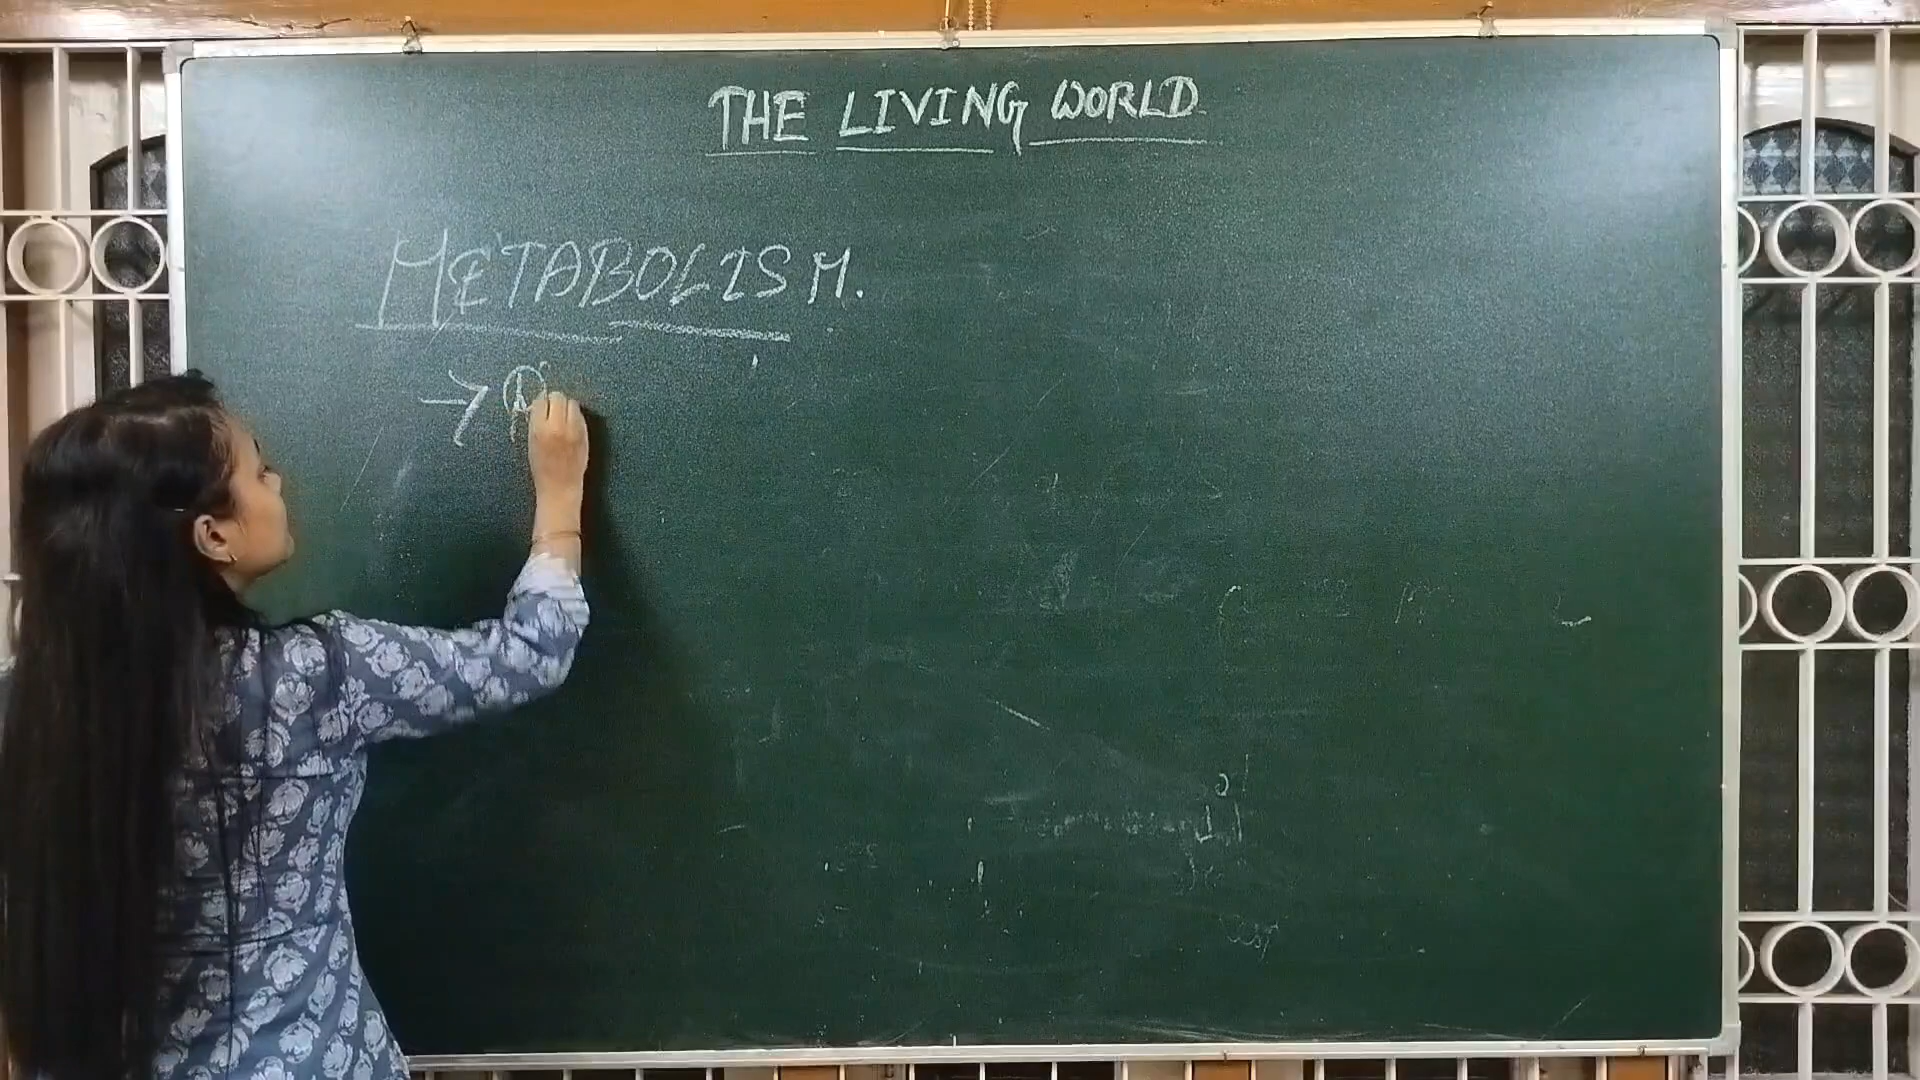 THE LIVING WORLD
METABOLISM.
→